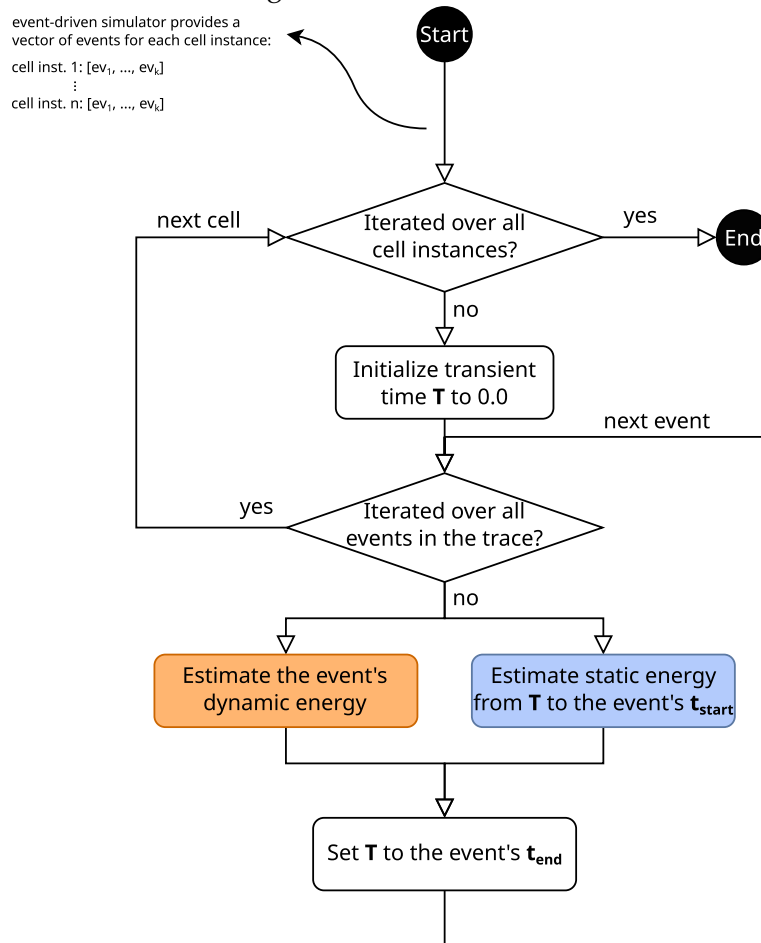 event-driven simulator provides a
vector of events for each cell instance:
cell inst. 1: [ev1, ..., evk]
⋮
cell inst. n: [ev1, ..., evk]
Start
Iterated over all
cell instances?
yes
End
next cell
no
Initialize transient
time T to 0.0
next event
Iterated over all
events in the trace?
yes
no
Estimate the event's
dynamic energy
Estimate static energy
from T to the event's tstart
Set T to the event's tend